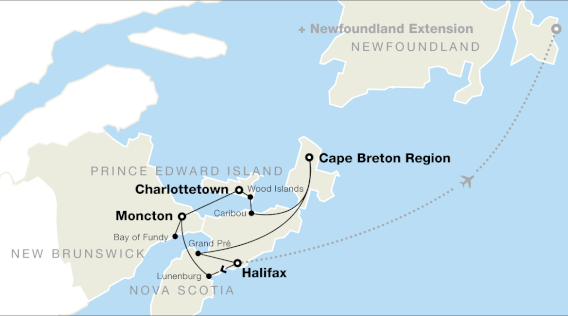 + Newfoundland Extension
NEWFOUNDLAND
Cape Breton Region
PRINCE EDWARD ISLAND
Charlottetown
Wood Islands
Moncton
Caribou
Bay of Fundy
Grand Pré
NEW BRUNSWICK
Lunenburg
Halifax
NOVA SCOTIA